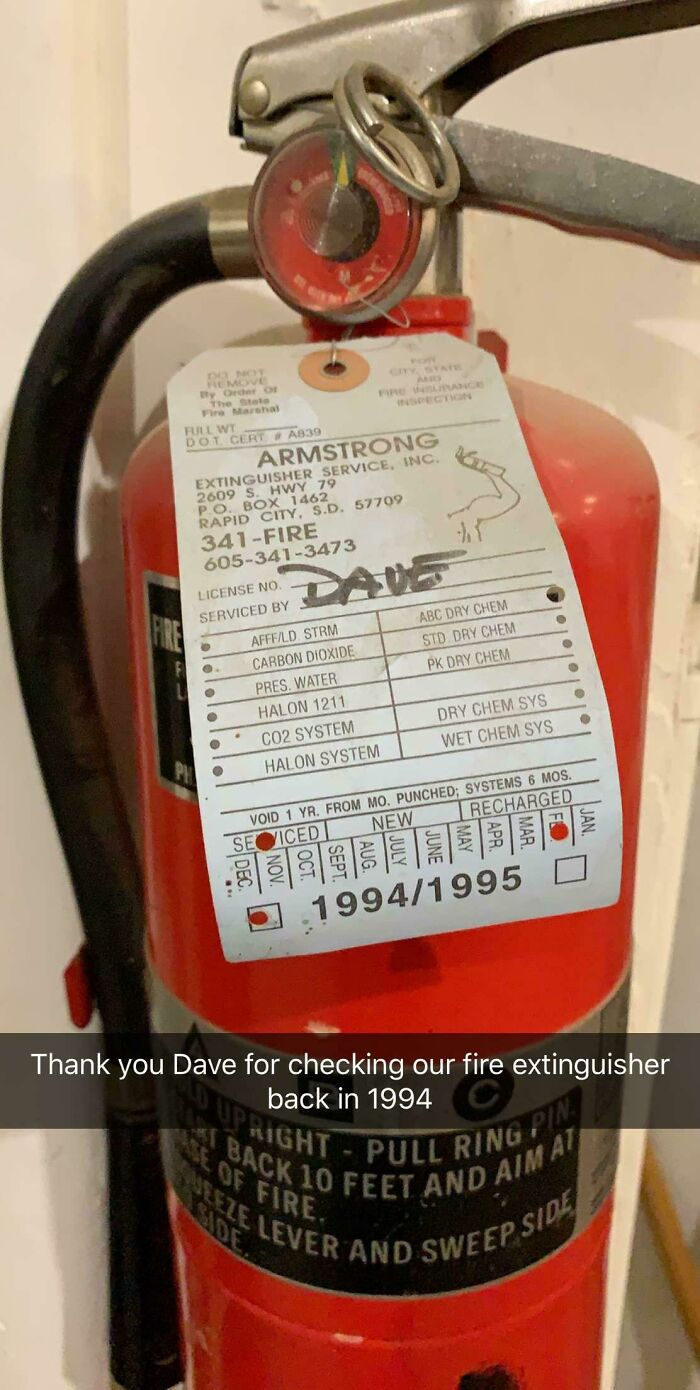 DO NOT
REMOVE
By Order Of
The State
Fire Marshal
FOR
CITY, STATE
AND
FIRE INSURANCE
INSPECTION
FULL WT.
D.O.T. CERT. # A839
ARMSTRONG
EXTINGUISHER SERVICE, INC.
2609 S. HWY 79
P.O. BOX 1462
RAPID CITY, S.D. 57709
341-FIRE
605-341-3473
LICENSE NO.
SERVICED BY DAVE
AFFF/LD. STRM
ABC DRY CHEM
CARBON DIOXIDE
STD. DRY CHEM
PRES. WATER
PK DRY CHEM
HALON 1211
CO2 SYSTEM
DRY CHEM SYS
HALON SYSTEM
WET CHEM SYS
VOID 1 YR. FROM MO. PUNCHED; SYSTEMS 6 MOS.
SE VICED NEW RECHARGED
DEC. NOV. OCT. SEPT. AUG. JULY JUNE MAY APR. MAR. FE JAN.
1994/1995
FIRE
Thank you Dave for checking our fire extinguisher
back in 1994
C
UPRIGHT - PULL RING PIN.
BACK 10 FEET AND AIM AT
OF FIRE.
LEVER AND SWEEP SIDE
SIDE.